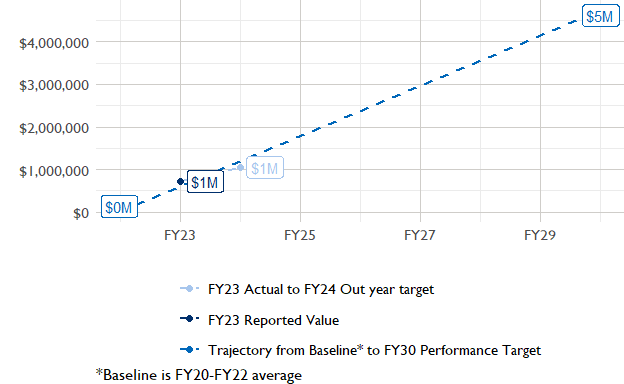 $5M
$4,000,000
$3,000,000
$2,000,000
$1,000,000
$1M
$1M
$0M
$0
FY23 FY25 FY27 FY29
FY23 Actual to FY24 Out year target
FY23 Reported Value
Trajectory from Baseline* to FY30 Performance Target
*Baseline is FY20-FY22 average